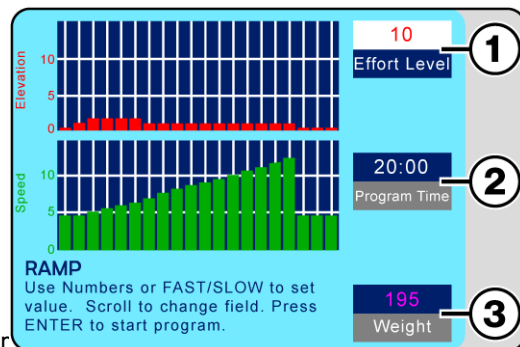 10
Effort Level
1
Elevation
10
5
0
20:00
Program Time
2
Speed
10
5
0
RAMP
Use Numbers or FAST/SLOW to set
value. Scroll to change field. Press
ENTER to start program.
195
Weight
3
r